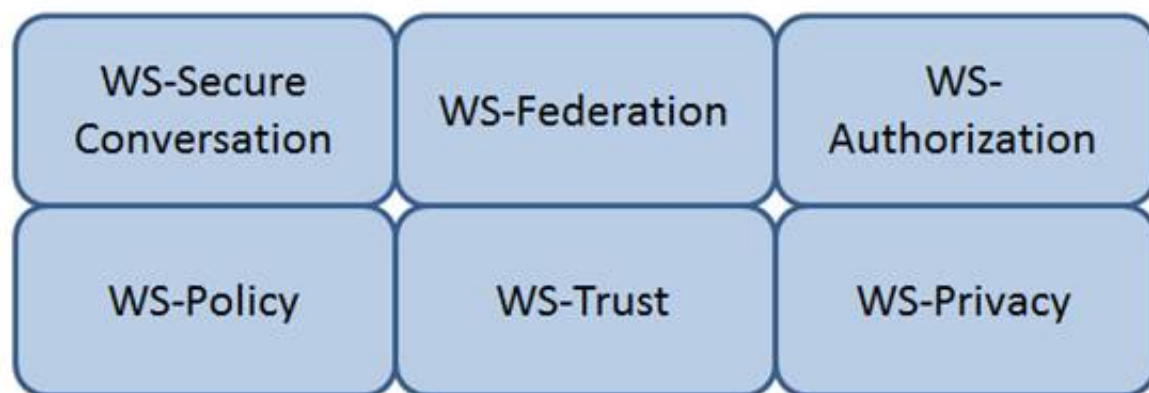 WS-Secure
Conversation
WS-Federation
WS-
Authorization
WS-Policy
WS-Trust
WS-Privacy